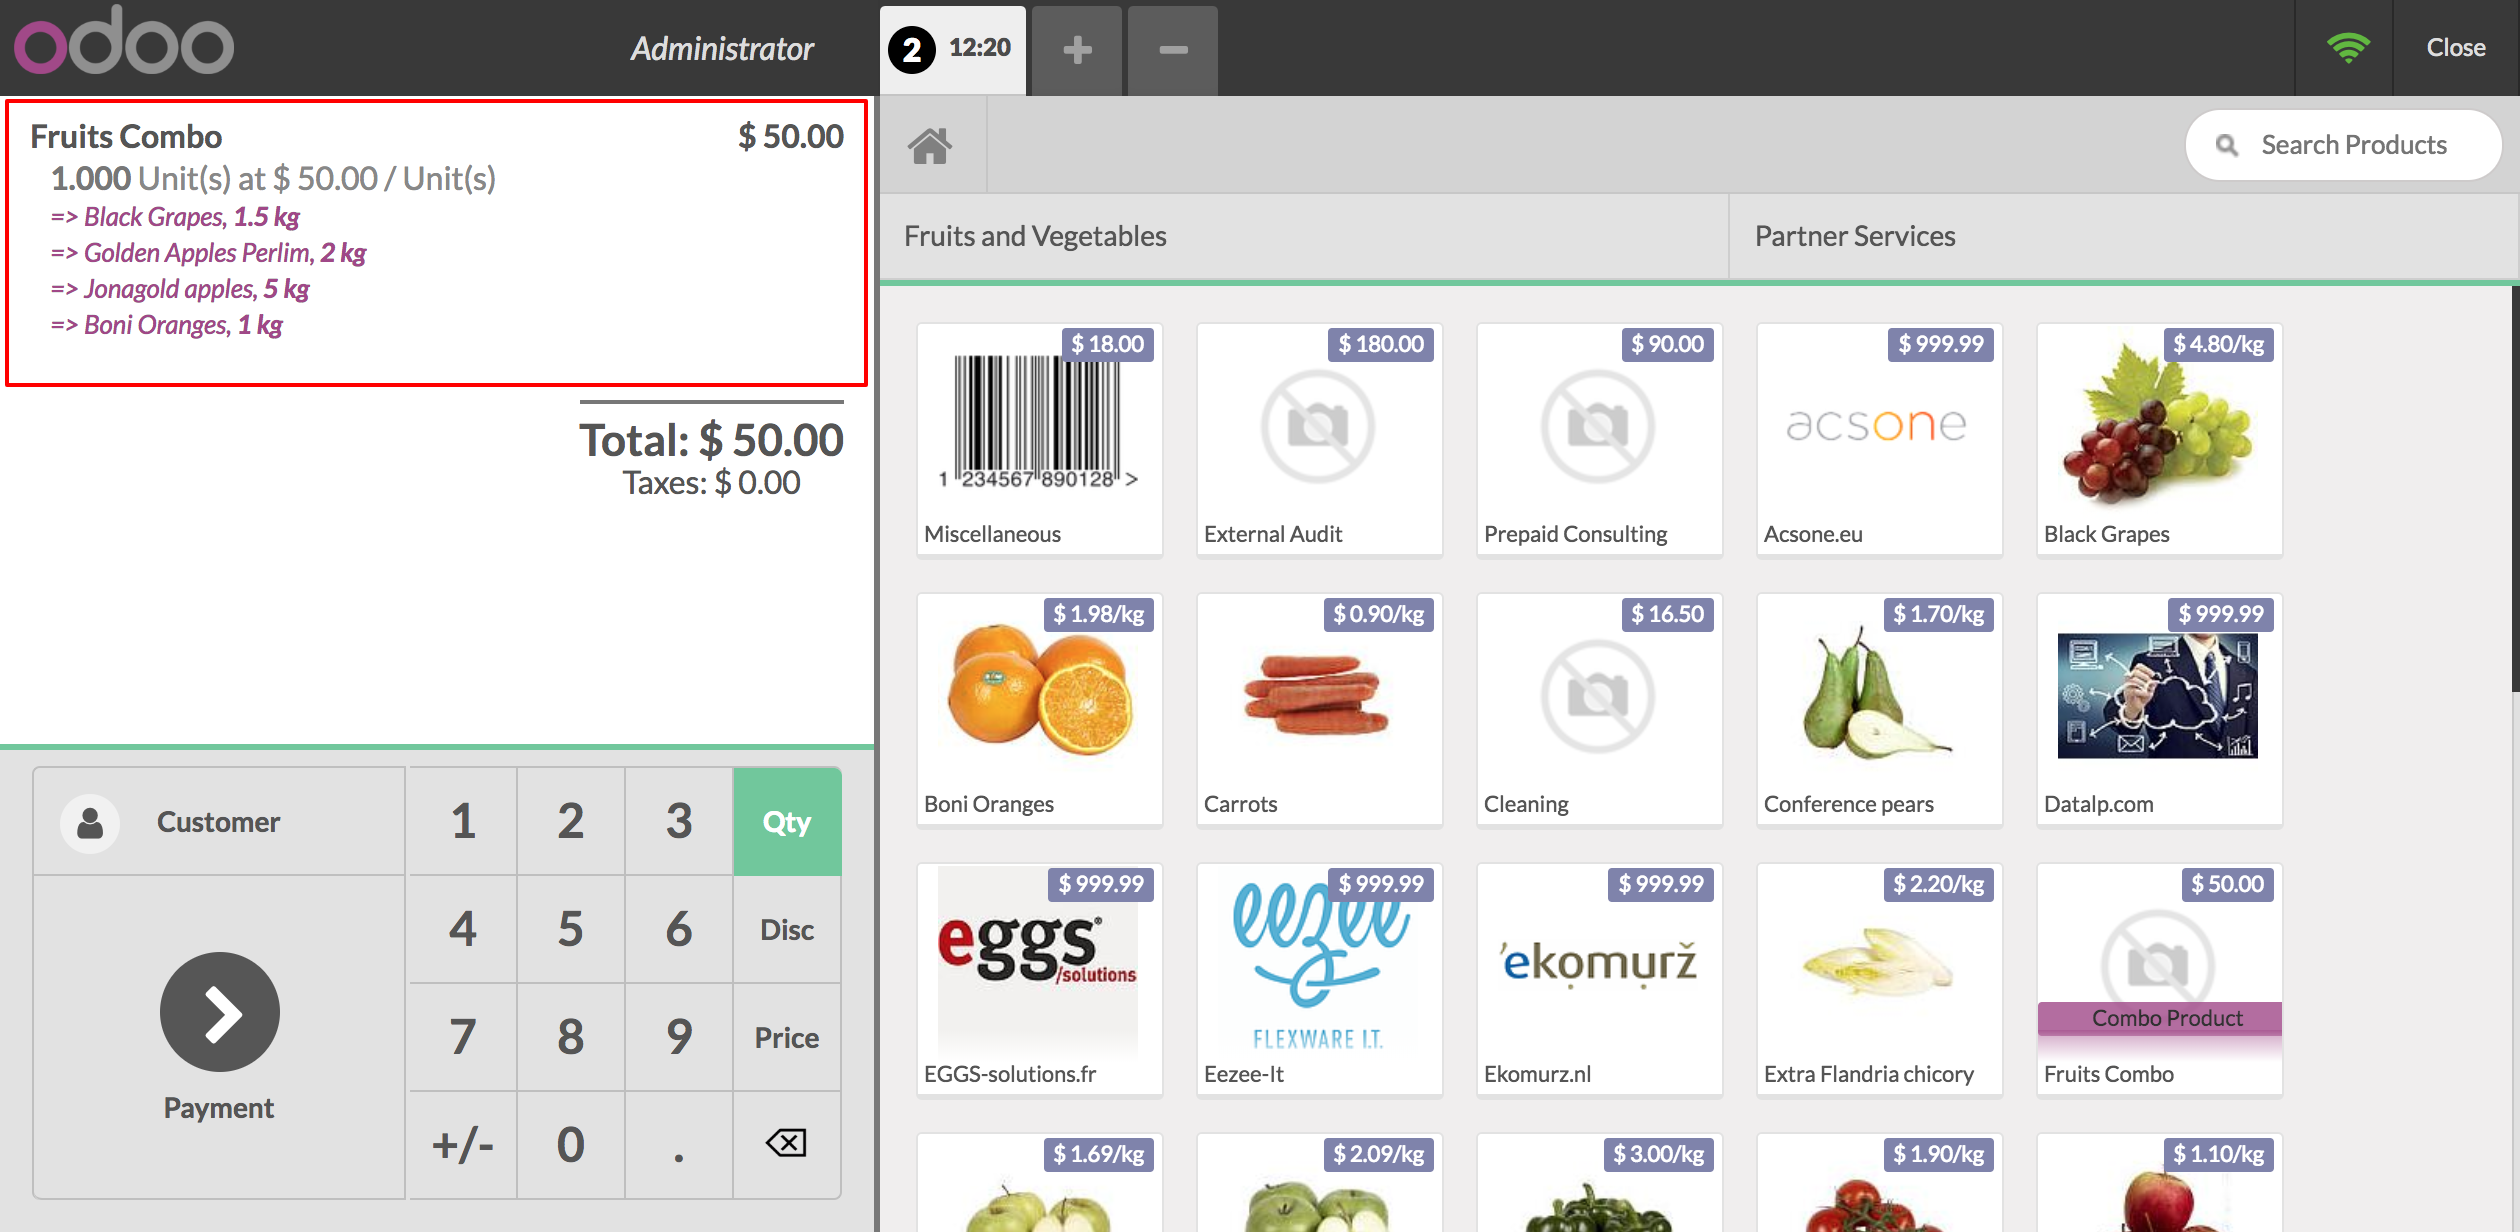 odoo
Administrator
2 12:20
Close
Fruits Combo $ 50.00
1.000 Unit(s) at $ 50.00 / Unit(s)
=> Black Grapes, 1.5 kg
=> Golden Apples Perlim, 2 kg
=> Jonagold apples, 5 kg
=> Boni Oranges, 1 kg
Total: $ 50.00
Taxes: $ 0.00
Customer
Payment
1 2 3 Qty
4 5 6 Disc
7 8 9 Price
+/- 0 .
Search Products
Fruits and Vegetables
Partner Services
$ 18.00
1 234567 890128 >
Miscellaneous
$ 180.00
External Audit
$ 90.00
Prepaid Consulting
$ 999.99
acsone
Acsone.eu
$ 4.80/kg
Black Grapes
$ 1.98/kg
Boni Oranges
$ 0.90/kg
Carrots
$ 16.50
Cleaning
$ 1.70/kg
Conference pears
$ 999.99
Datalp.com
$ 999.99
eggs®
/solutions
EGGS-solutions.fr
$ 999.99
eezee
FLEXWARE I.T.
Eezee-It
$ 999.99
'ekomurž
Ekomurz.nl
$ 2.20/kg
Extra Flandria chicory
$ 50.00
Combo Product
Fruits Combo
$ 1.69/kg
$ 2.09/kg
$ 3.00/kg
$ 1.90/kg
$ 1.10/kg